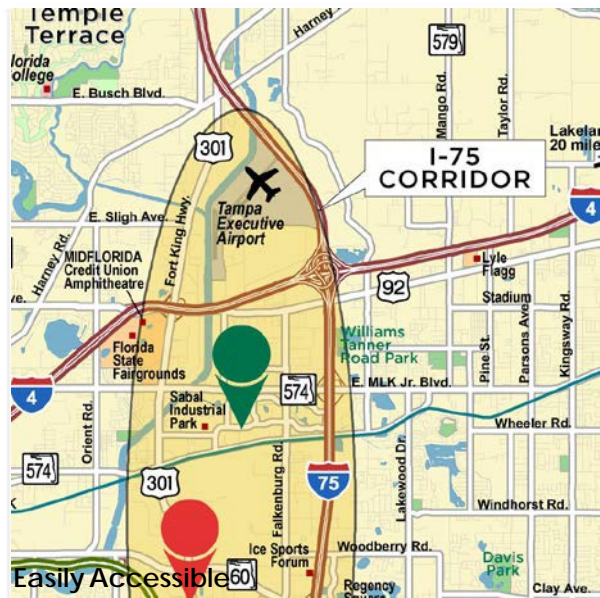 Temple
Terrace
Harney
579
Mango Rd.
Taylor Rd.
lorida
ollege
E. Busch Blvd.
301
I-75
CORRIDOR
20 mile
4
E. Sligh Ave.
Tampa
Executive
Airport
Fort King Hwy.
Harney Rd.
MIDFLORIDA
Credit Union
Amphitheatre
Lyle
Flagg
92
Stadium
ve.
Pine St.
Parsons Ave.
Kingsway Rd.
Williams
Tanner
Road Park
Florida
State
Fairgrounds
574
E. MLK Jr. Blvd.
4
Sabal
Industrial
Park
Orient Rd.
Wheeler Rd.
574
Falkenburg Rd.
Lakewood Dr.
301
75
Windhorst Rd.
Ice Sports
Forum
Woodberry Rd.
Davis
Park
Easily Accessible
60
Regency
Clay Ave.